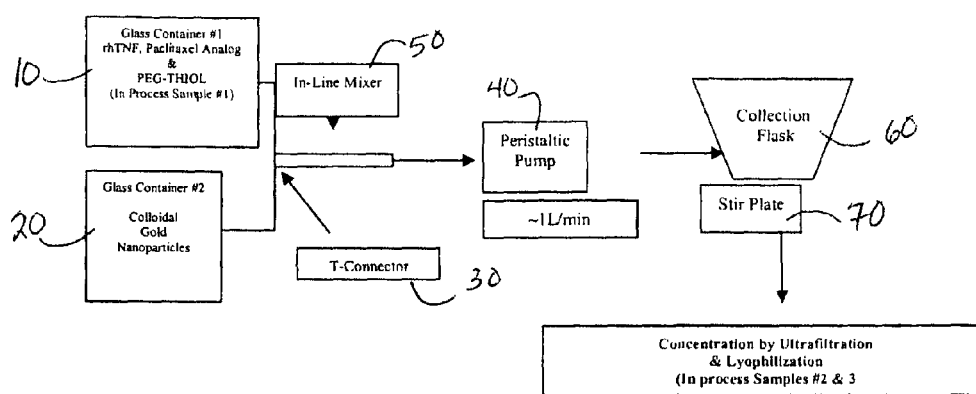 Glass Container #1
rhTNF, Paclitaxel Analog
&
PEG-THIOL
(In Process Sample #1)
10
In-Line Mixer
50
Glass Container #2
Colloidal
Gold
Nanoparticles
20
T-Connector
30
40
Peristaltic
Pump
~1L/min
Collection
Flask
60
Stir Plate
70
Concentration by Ultrafiltration
& Lyophilization
(In process Samples #2 & 3